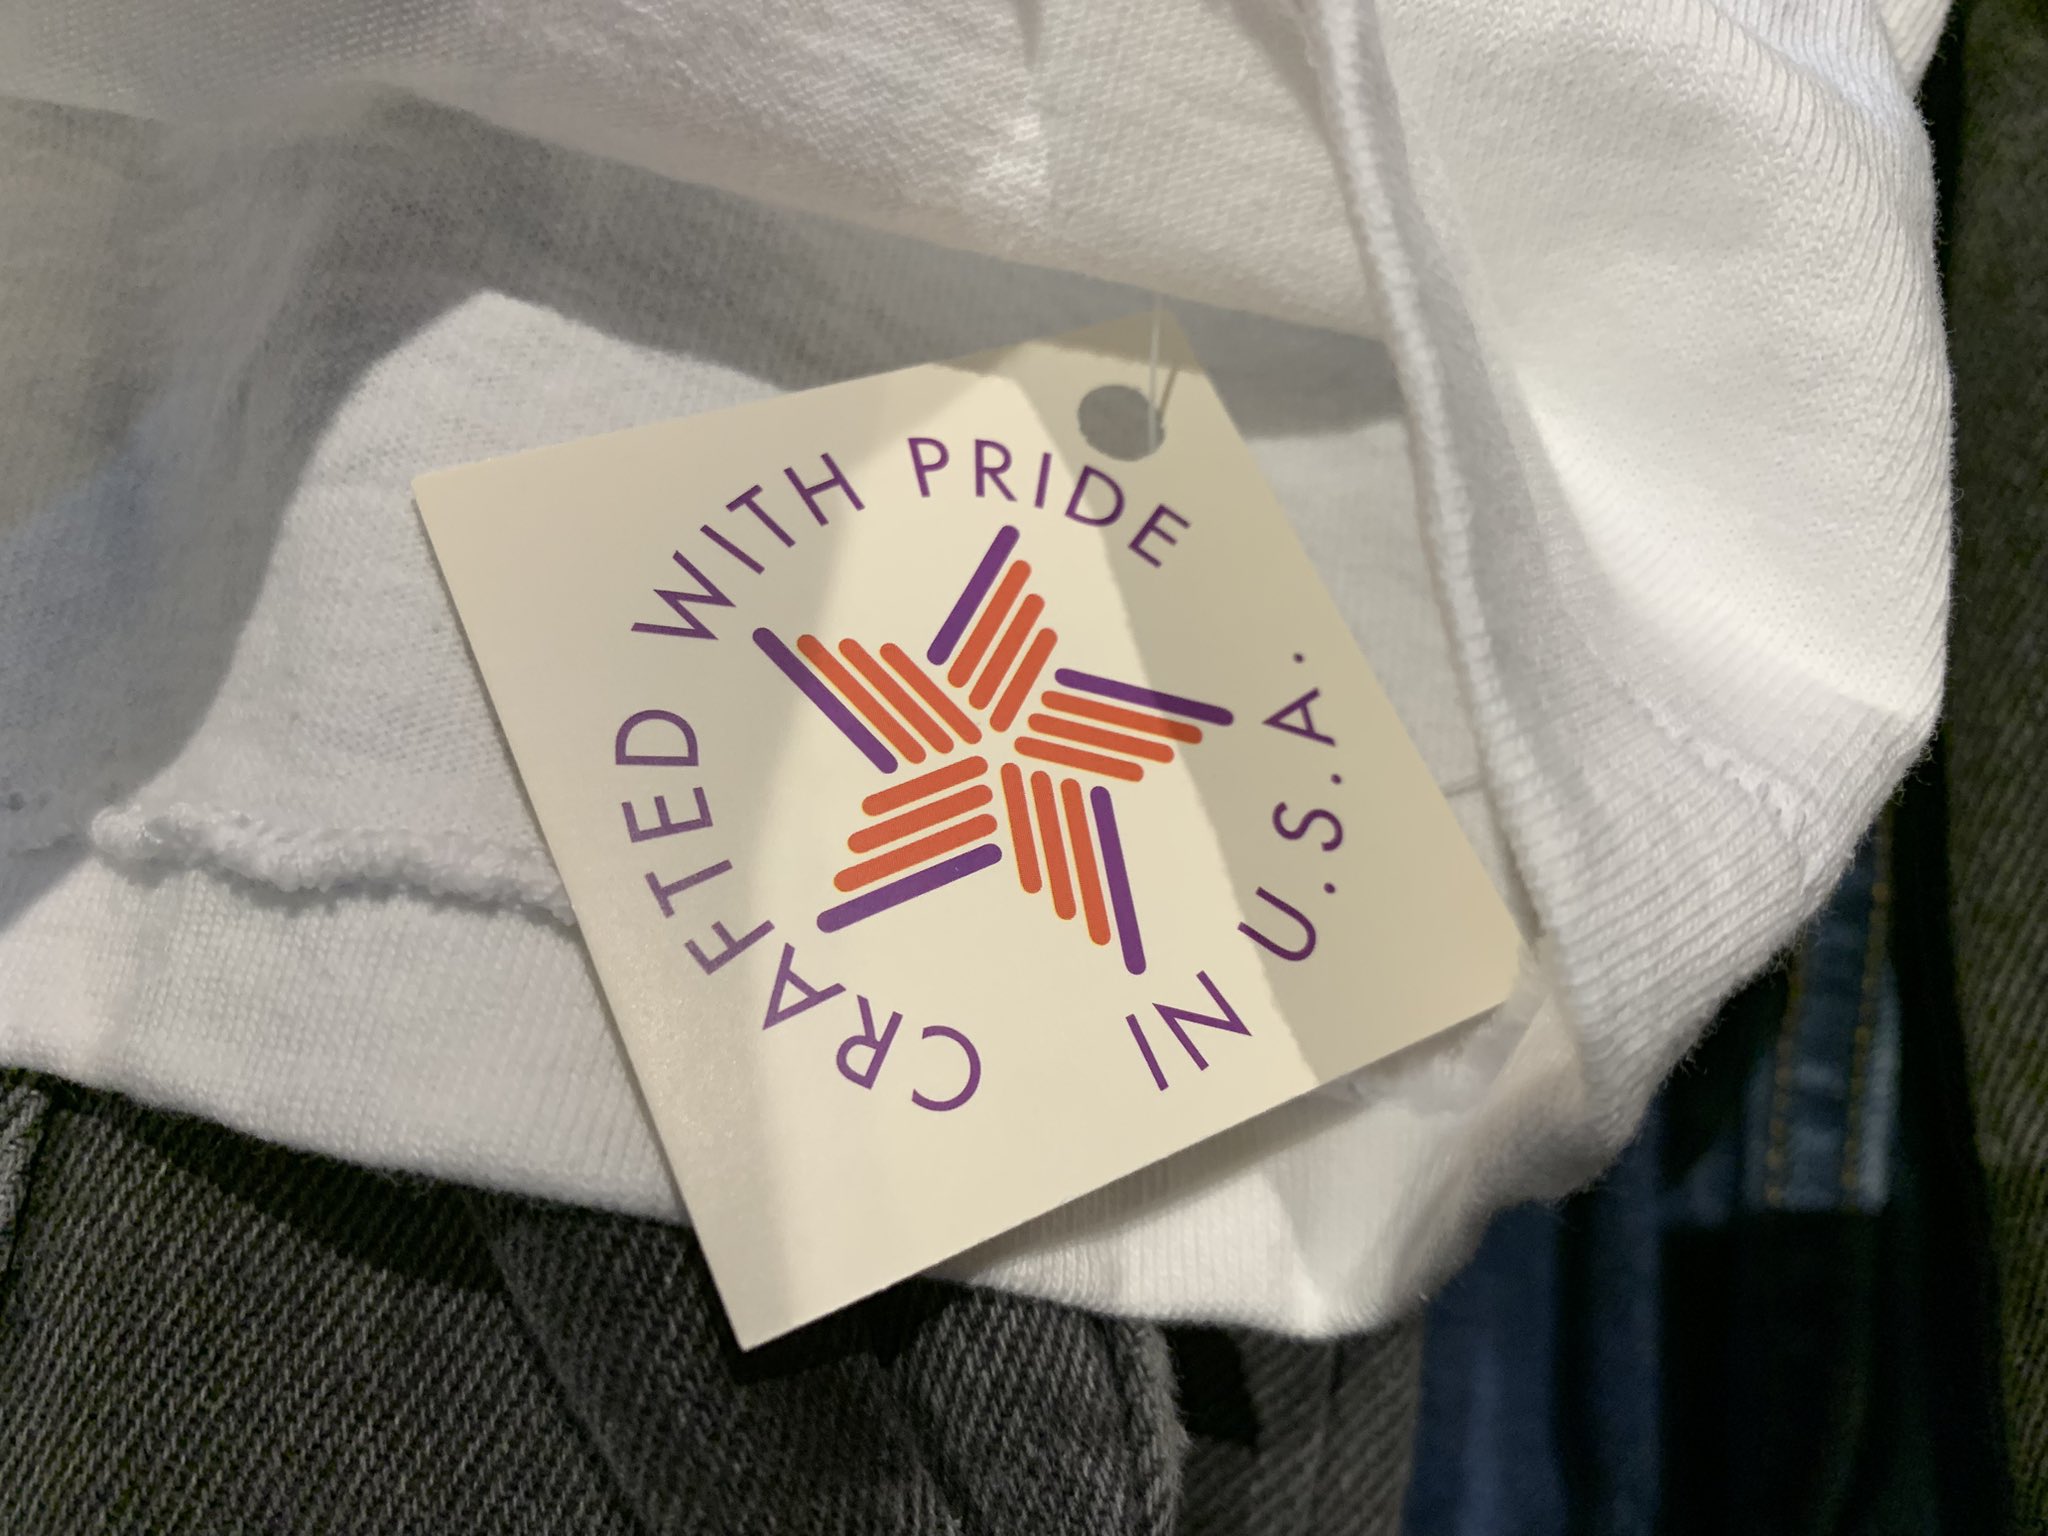 CRAFTED WITH PRIDE IN U.S.A.